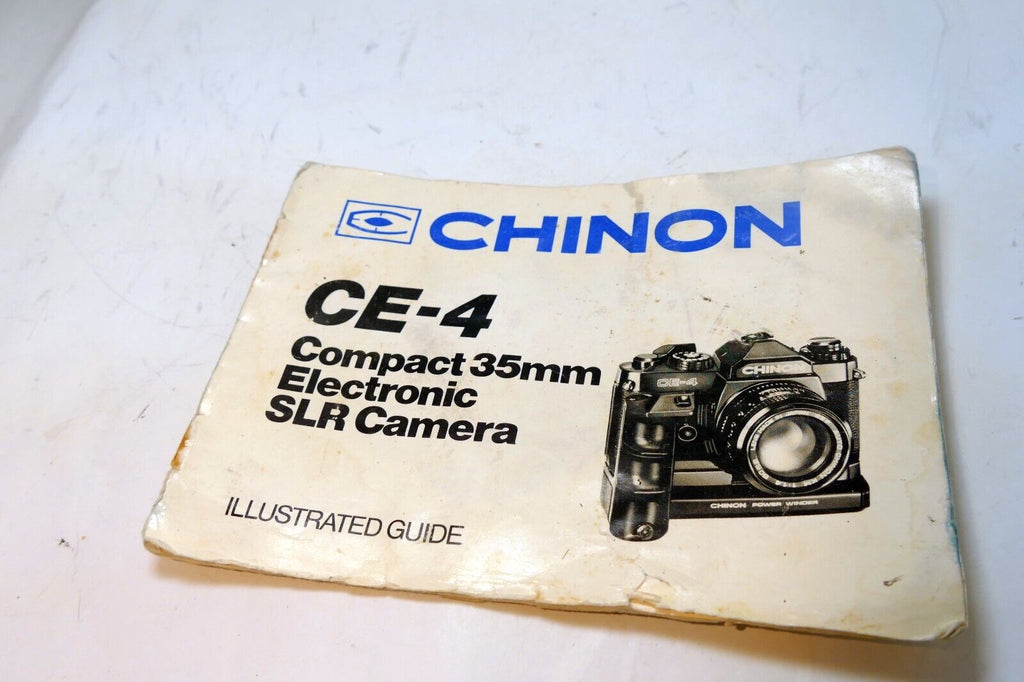 CHINON
CE-4
Compact 35mm
Electronic
SLR Camera
CHINON
CE-4
CHINON POWER WINDER
ILLUSTRATED GUIDE